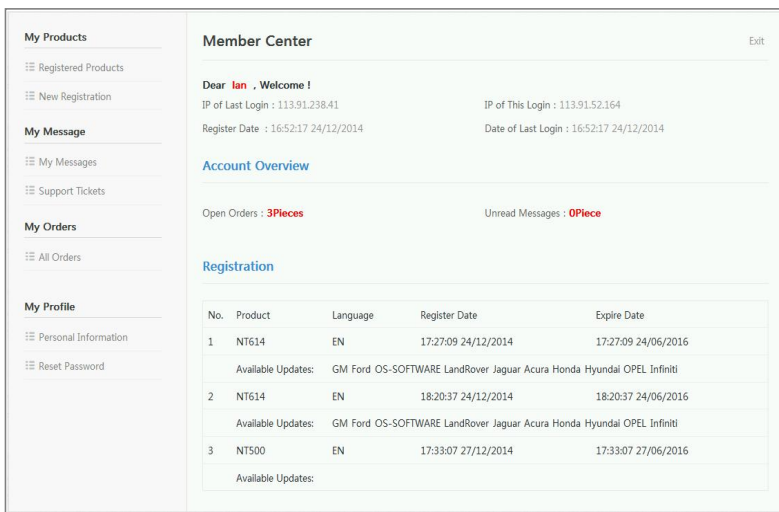 My Products
Registered Products
New Registration
My Message
My Messages
Support Tickets
My Orders
All Orders
My Profile
Personal Information
Reset Password
Member Center
Exit
Dear Ian , Welcome !
IP of Last Login : 113.91.238.41
IP of This Login : 113.91.52.164
Register Date : 16:52:17 24/12/2014
Date of Last Login : 16:52:17 24/12/2014
Account Overview
Open Orders : 3Pieces
Unread Messages : 0Piece
Registration
No. Product Language Register Date Expire Date
1 NT614 EN 17:27:09 24/12/2014 17:27:09 24/06/2016
Available Updates: GM Ford OS-SOFTWARE LandRover Jaguar Acura Honda Hyundai OPEL Infiniti
2 NT614 EN 18:20:37 24/12/2014 18:20:37 24/06/2016
Available Updates: GM Ford OS-SOFTWARE LandRover Jaguar Acura Honda Hyundai OPEL Infiniti
3 NT500 EN 17:33:07 27/12/2014 17:33:07 27/06/2016
Available Updates: